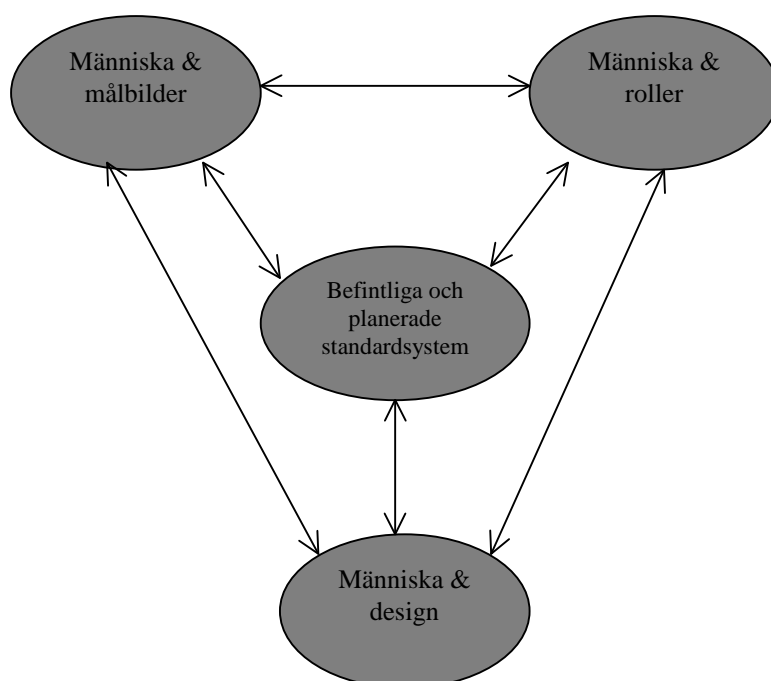 Människa &
målbilder
Människa &
roller
Befintliga och
planerade
standardsystem
Människa &
design